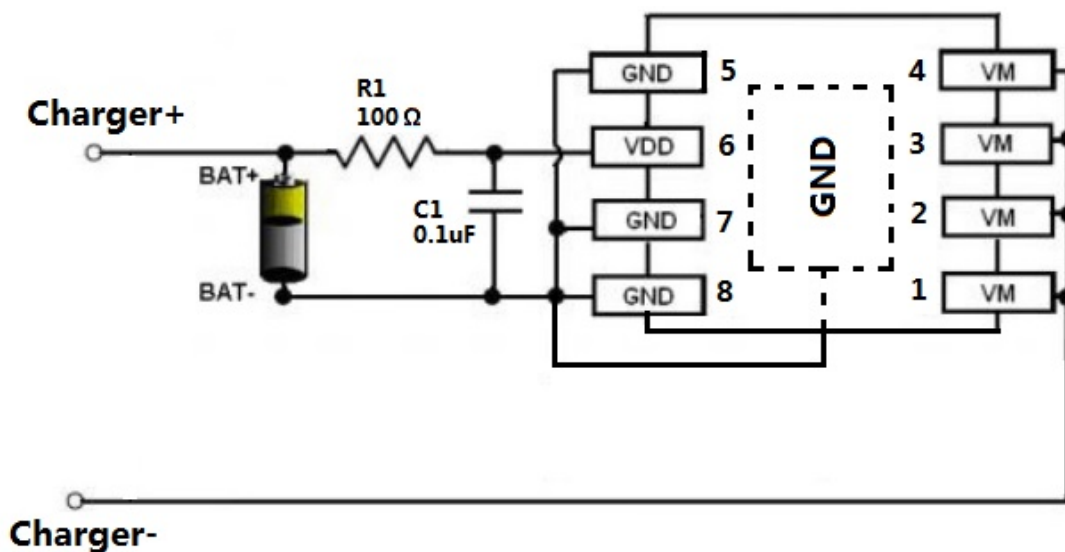 GND 5
4 VM
R1
100 Ω
Charger+
VDD 6
3 VM
GND
BAT+
C1
0.1uF
GND 7
2 VM
BAT-
GND 8
1 VM
Charger-